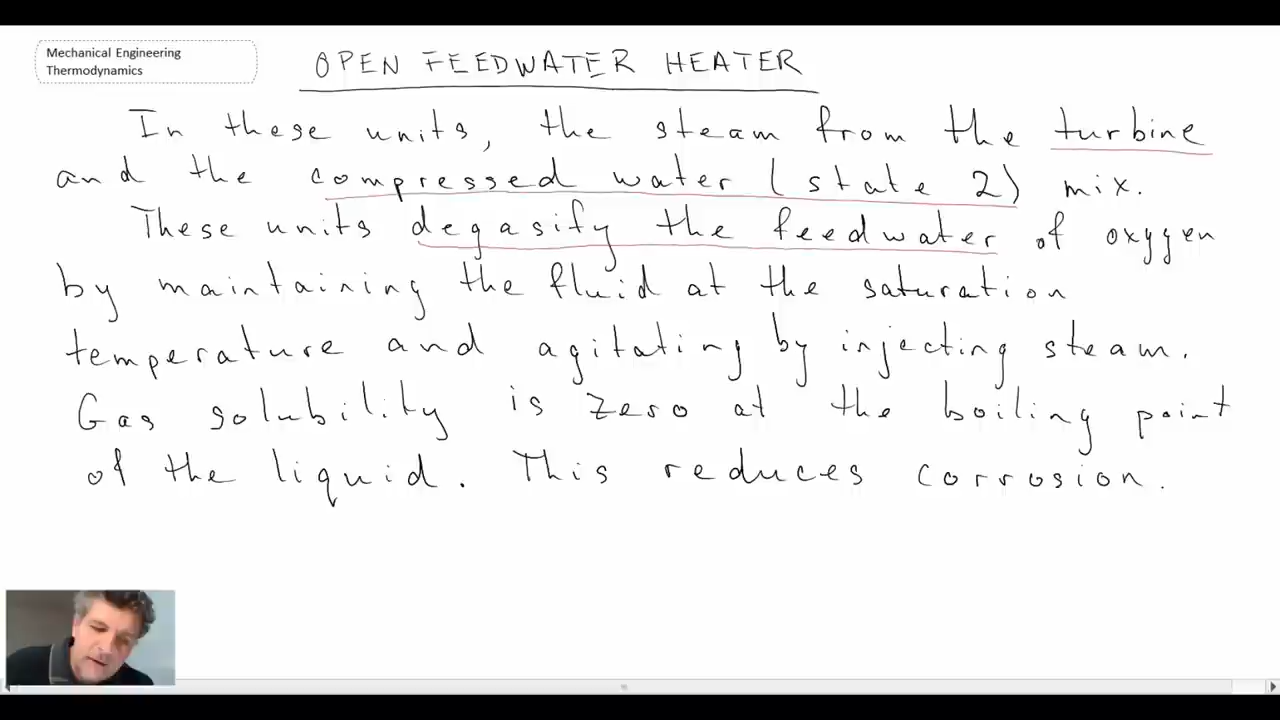 Mechanical Engineering
Thermodynamics
OPEN FEEDWATER HEATER
In these units, the steam from the turbine
and the compressed water (state 2) mix.
These units degasify the feedwater of oxygen
by maintaining the fluid at the saturation
temperature and agitating by injecting steam.
Gas solubility is zero at the boiling point
of the liquid. This reduces corrosion.